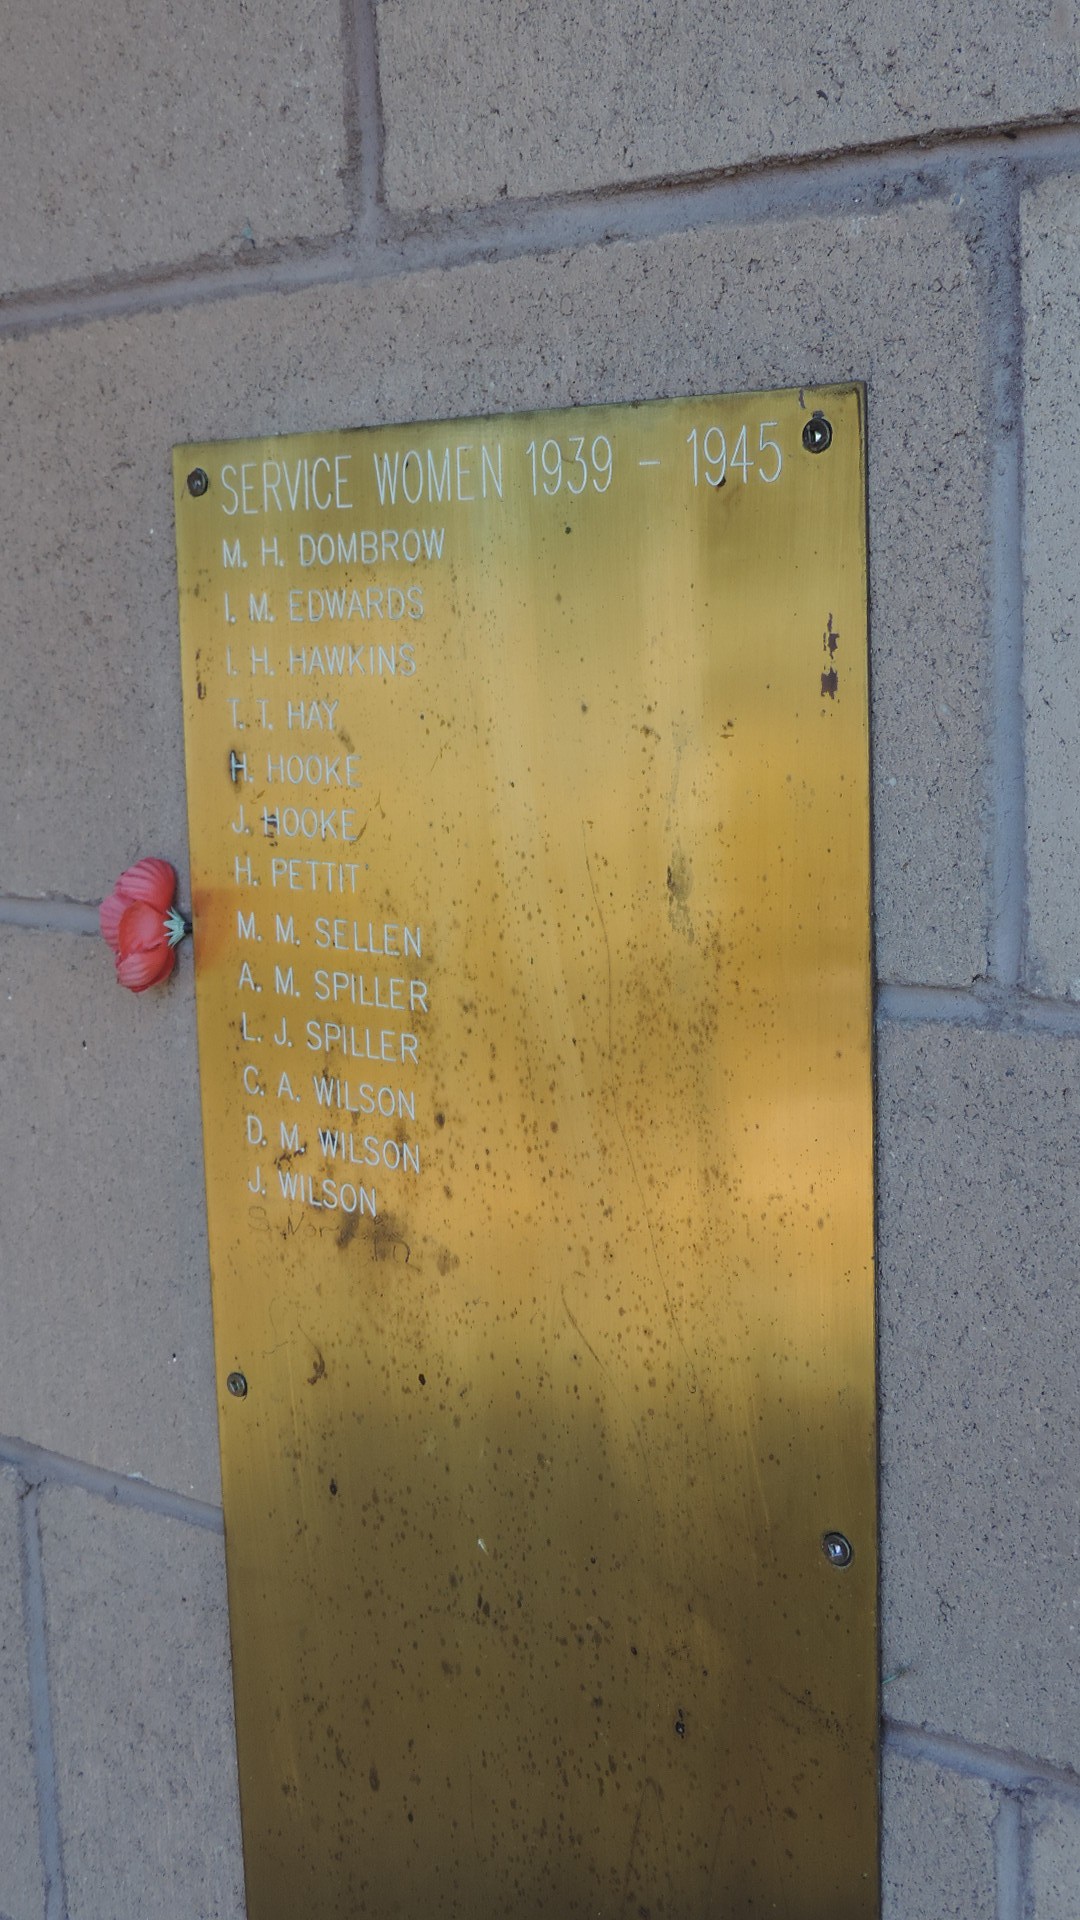 SERVICE WOMEN 1939 - 1945
M. H. DOMBROW
I. M. EDWARDS
I. H. HAWKINS
T. T. HAY
H. HOOKE
J. HOOKE
H. PETTIT
M. M. SELLEN
A. M. SPILLER
L. J. SPILLER
C. A. WILSON
D. M. WILSON
J. WILSON